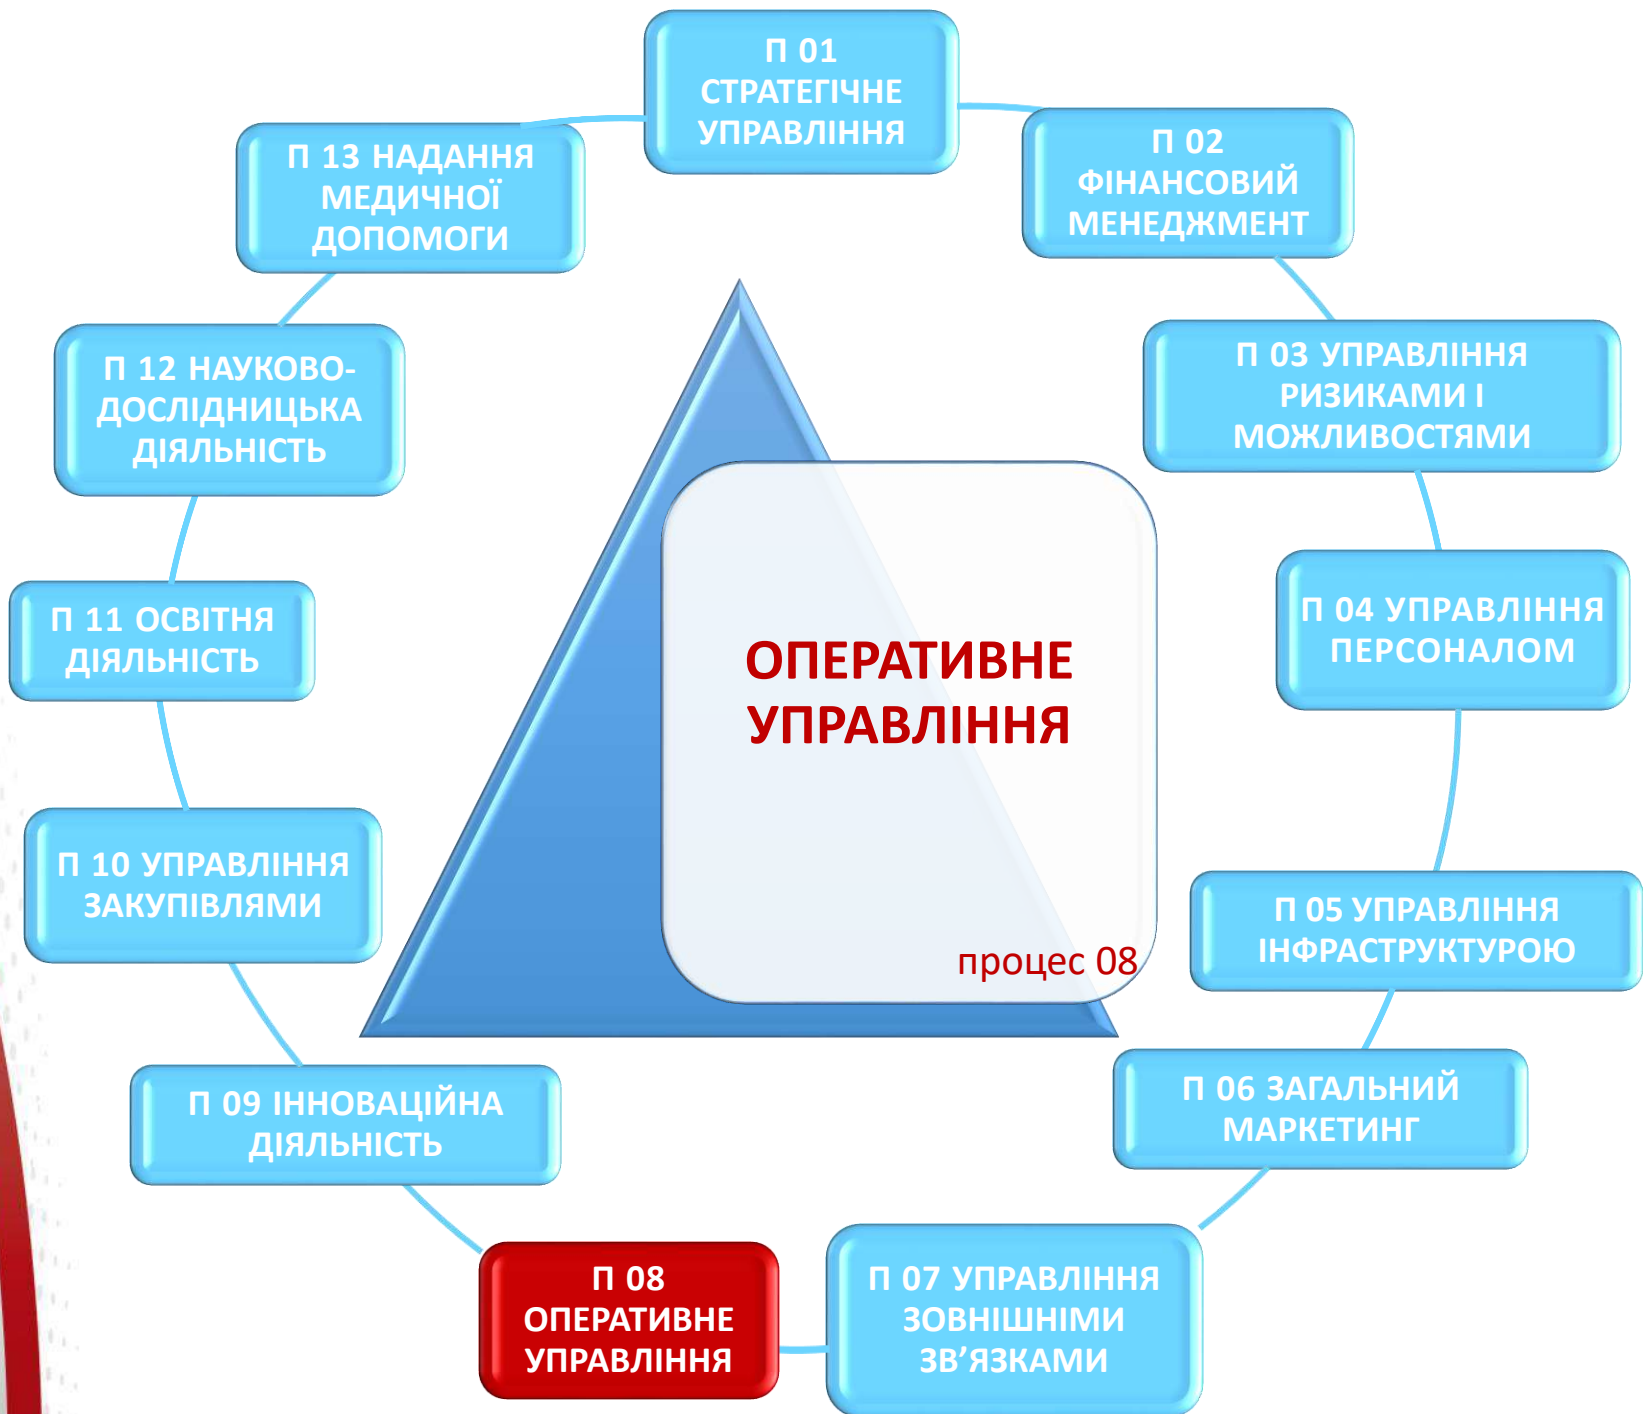 П 01
СТРАТЕГІЧНЕ
УПРАВЛІННЯ
П 02
ФІНАНСОВИЙ
МЕНЕДЖМЕНТ
П 03 УПРАВЛІННЯ
РИЗИКАМИ І
МОЖЛИВОСТЯМИ
П 04 УПРАВЛІННЯ
ПЕРСОНАЛОМ
П 05 УПРАВЛІННЯ
ІНФРАСТРУКТУРОЮ
П 06 ЗАГАЛЬНИЙ
МАРКЕТИНГ
П 07 УПРАВЛІННЯ
ЗОВНІШНІМИ
ЗВ’ЯЗКАМИ
П 08
ОПЕРАТИВНЕ
УПРАВЛІННЯ
П 09 ІННОВАЦІЙНА
ДІЯЛЬНІСТЬ
П 10 УПРАВЛІННЯ
ЗАКУПІВЛЯМИ
П 11 ОСВІТНЯ
ДІЯЛЬНІСТЬ
П 12 НАУКОВО-
ДОСЛІДНИЦЬКА
ДІЯЛЬНІСТЬ
П 13 НАДАННЯ
МЕДИЧНОЇ
ДОПОМОГИ
ОПЕРАТИВНЕ
УПРАВЛІННЯ
процес 08